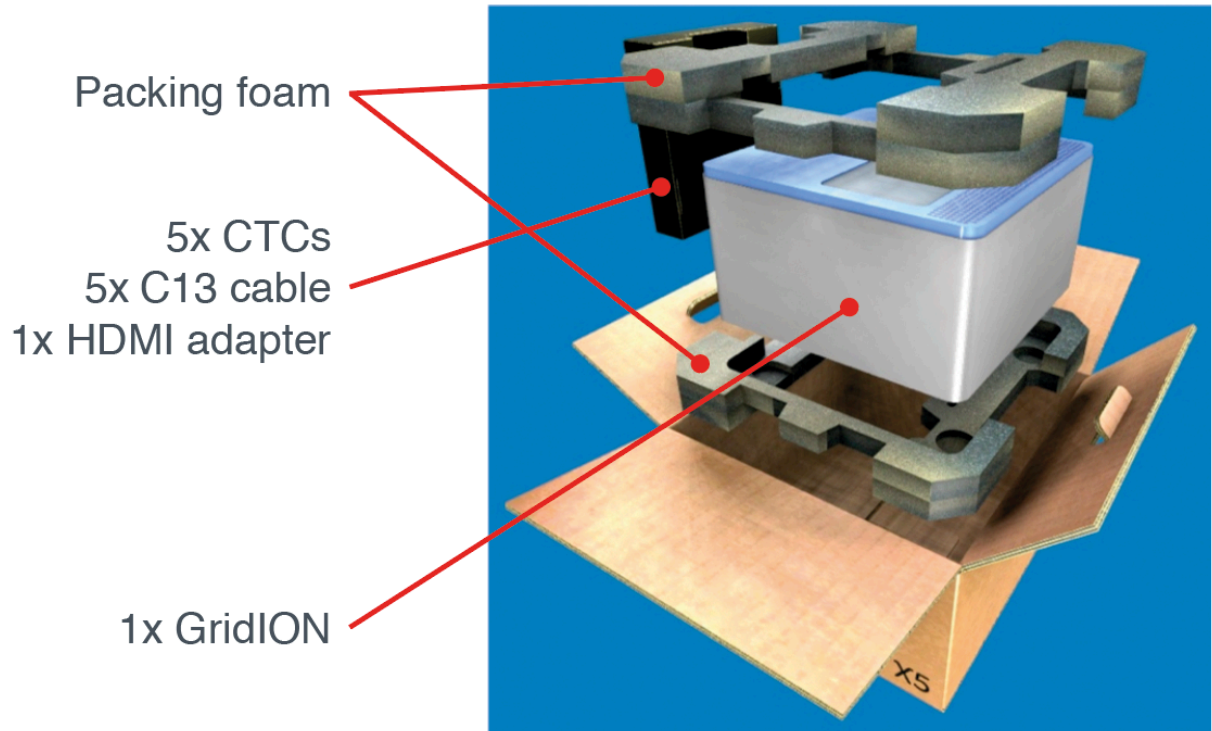 Packing foam
5x CTCs
5x C13 cable
1x HDMI adapter
1x GridION
X5